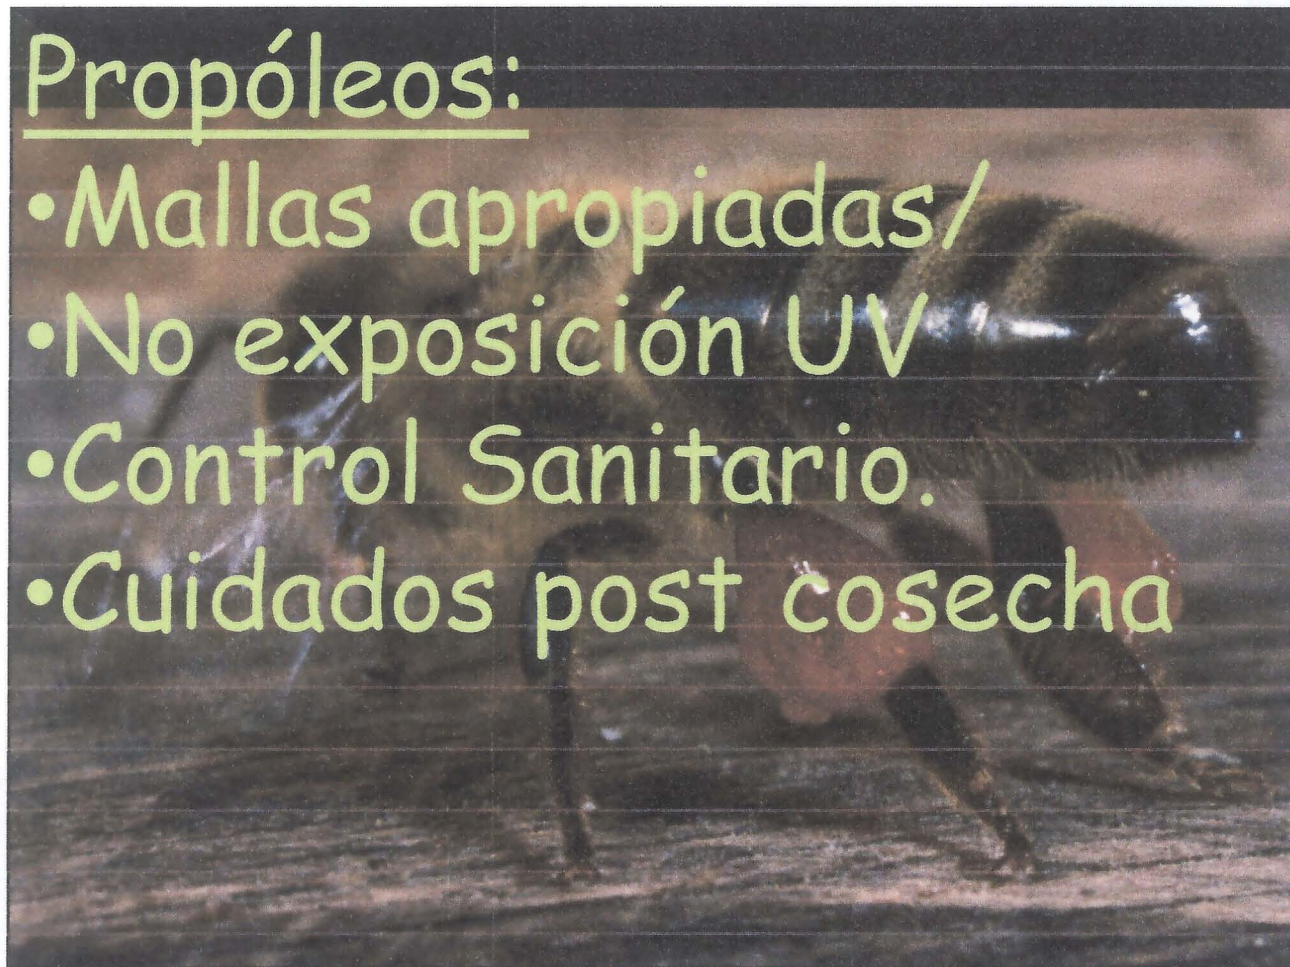 Propóleos:
•Mallas apropiadas/
•No exposición UV
•Control Sanitario.
•Cuidados post cosecha